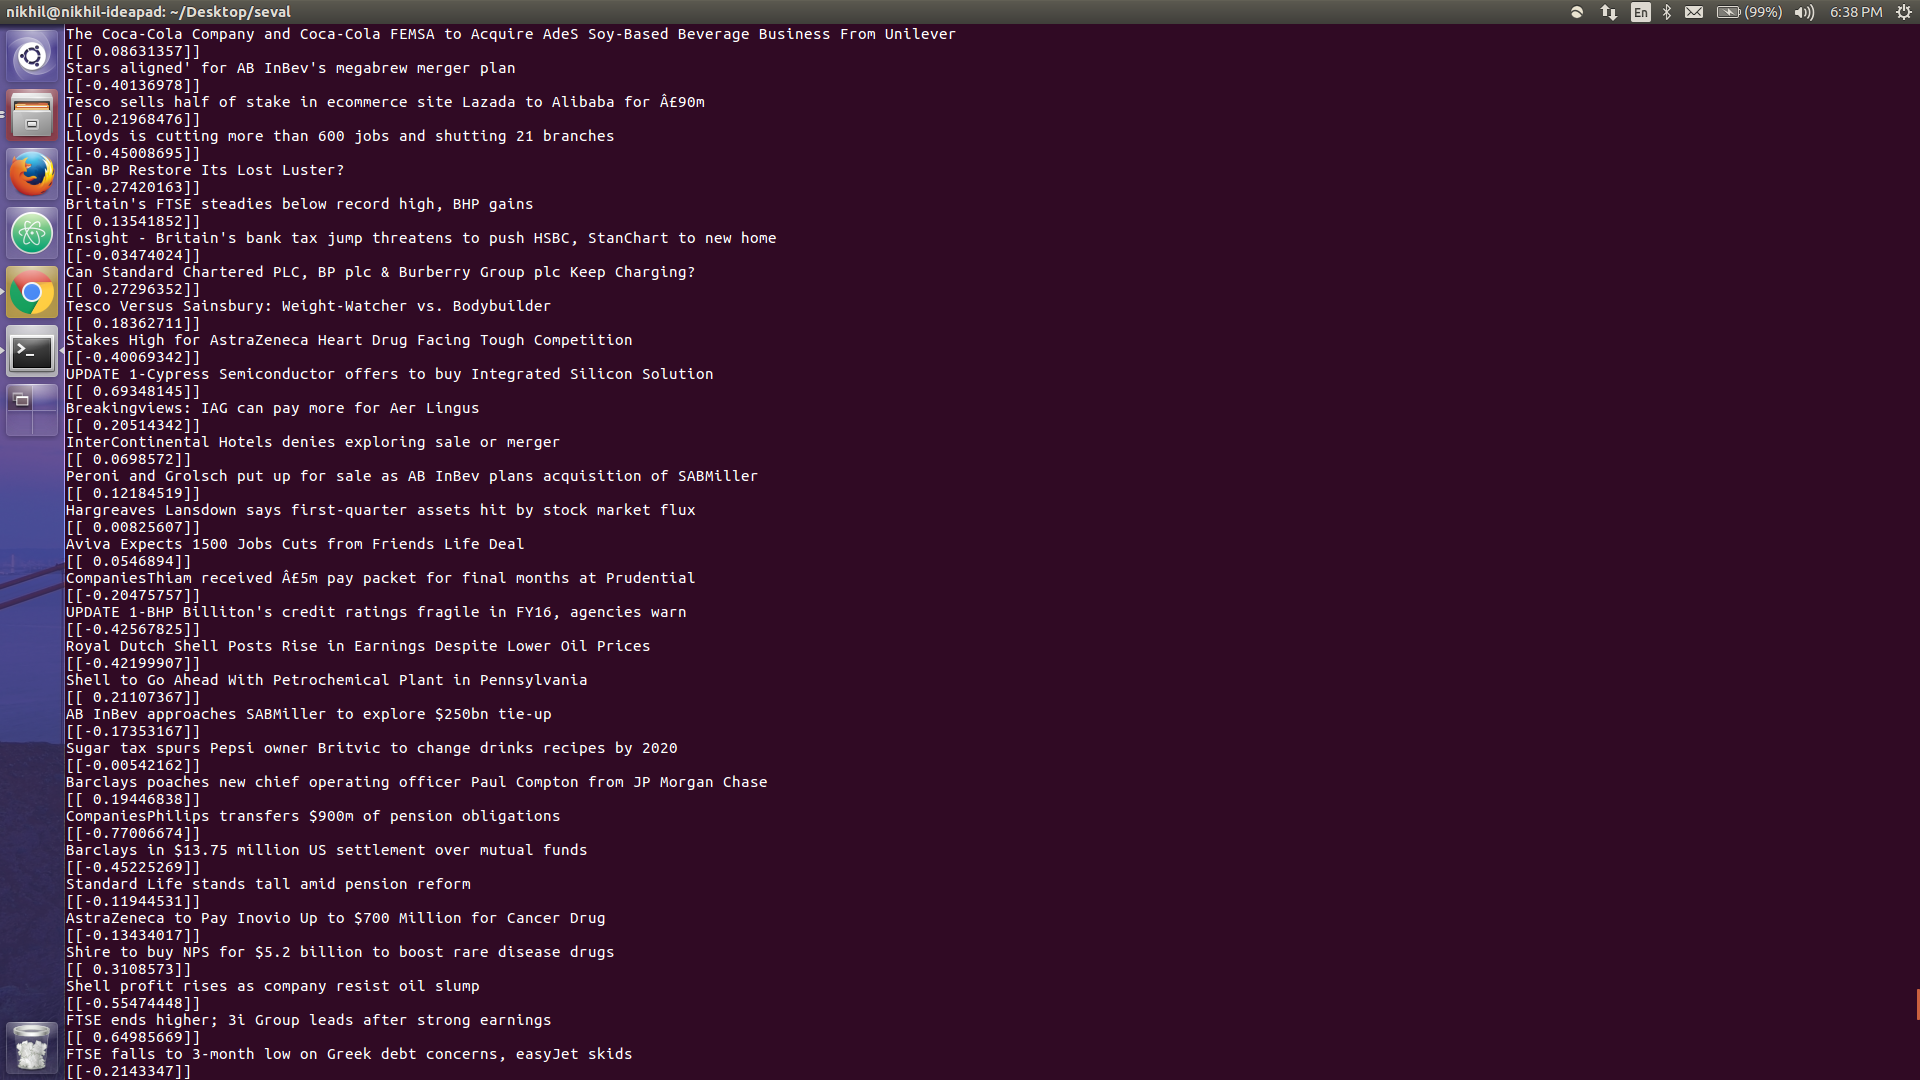 nikhil@nikhil-ideapad: ~/Desktop/seval
En
(99%)
6:38 PM
The Coca-Cola Company and Coca-Cola FEMSA to Acquire AdeS Soy-Based Beverage Business From Unilever
[[ 0.08631357]]
Stars aligned' for AB InBev's megabrew merger plan
[[-0.40136978]]
Tesco sells half of stake in ecommerce site Lazada to Alibaba for Â£90m
[[ 0.21968476]]
Lloyds is cutting more than 600 jobs and shutting 21 branches
[[-0.45008695]]
Can BP Restore Its Lost Luster?
[[-0.27420163]]
Britain's FTSE steadies below record high, BHP gains
[[ 0.13541852]]
Insight - Britain's bank tax jump threatens to push HSBC, StanChart to new home
[[-0.03474024]]
Can Standard Chartered PLC, BP plc & Burberry Group plc Keep Charging?
[[ 0.27296352]]
Tesco Versus Sainsbury: Weight-Watcher vs. Bodybuilder
[[ 0.18362711]]
Stakes High for AstraZeneca Heart Drug Facing Tough Competition
[[-0.40069342]]
UPDATE 1-Cypress Semiconductor offers to buy Integrated Silicon Solution
[[ 0.69348145]]
Breakingviews: IAG can pay more for Aer Lingus
[[ 0.20514342]]
InterContinental Hotels denies exploring sale or merger
[[ 0.0698572]]
Peroni and Grolsch put up for sale as AB InBev plans acquisition of SABMiller
[[ 0.12184519]]
Hargreaves Lansdown says first-quarter assets hit by stock market flux
[[ 0.00825607]]
Aviva Expects 1500 Jobs Cuts from Friends Life Deal
[[ 0.0546894]]
CompaniesThiam received Â£5m pay packet for final months at Prudential
[[-0.20475757]]
UPDATE 1-BHP Billiton's credit ratings fragile in FY16, agencies warn
[[-0.42567825]]
Royal Dutch Shell Posts Rise in Earnings Despite Lower Oil Prices
[[-0.42199907]]
Shell to Go Ahead With Petrochemical Plant in Pennsylvania
[[ 0.21107367]]
AB InBev approaches SABMiller to explore $250bn tie-up
[[-0.17353167]]
Sugar tax spurs Pepsi owner Britvic to change drinks recipes by 2020
[[-0.00542162]]
Barclays poaches new chief operating officer Paul Compton from JP Morgan Chase
[[ 0.19446838]]
CompaniesPhilips transfers $900m of pension obligations
[[-0.77006674]]
Barclays in $13.75 million US settlement over mutual funds
[[-0.45225269]]
Standard Life stands tall amid pension reform
[[-0.11944531]]
AstraZeneca to Pay Inovio Up to $700 Million for Cancer Drug
[[-0.13434017]]
Shire to buy NPS for $5.2 billion to boost rare disease drugs
[[ 0.3108573]]
Shell profit rises as company resist oil slump
[[-0.55474448]]
FTSE ends higher; 3i Group leads after strong earnings
[[ 0.64985669]]
FTSE falls to 3-month low on Greek debt concerns, easyJet skids
[[-0.2143347]]